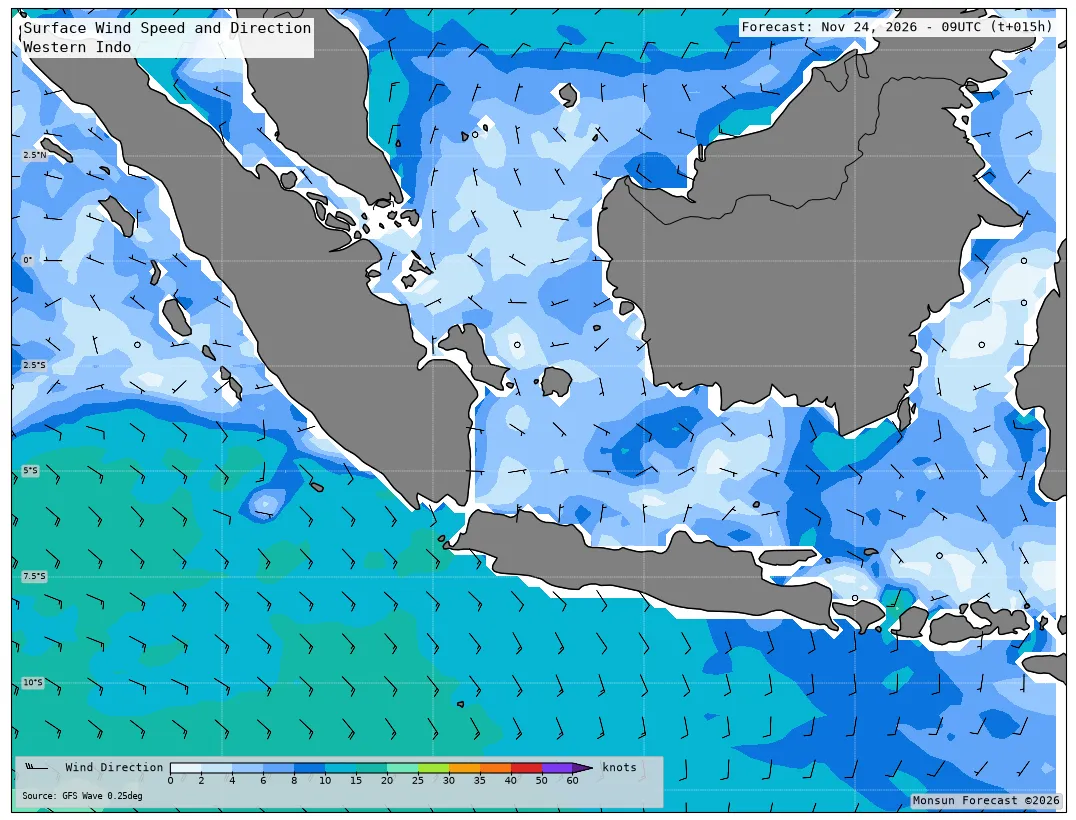 Surface Wind Speed and Direction
Western Indo
Forecast: Nov 24, 2026 - 09UTC (t+015h)
2.5°N
0°
2.5°S
5°S
7.5°S
10°S
Wind Direction
0 2 4 6 8 10 15 20 25 30 35 40 50 60
knots
Source: GFS Wave 0.25deg
Monsun Forecast ©2026